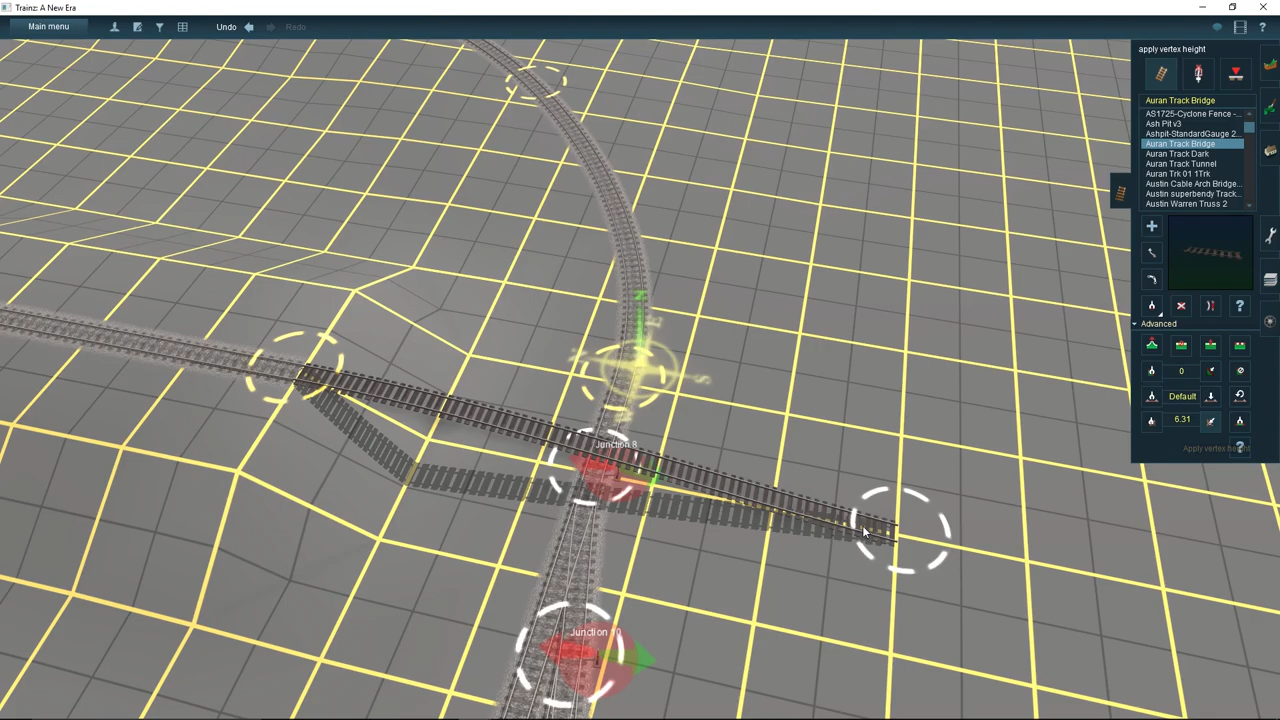 Trainz: A New Era
Main menu
Undo
Redo
apply vertex height
Auran Track Bridge
AS1725-Cyclone Fence -...
Ash Pit v3
Ashpit-StandardGauge 2...
Auran Track Bridge
Auran Track Dark
Auran Track Tunnel
Auran Trk 01 1Trk
Austin Cable Arch Bridge...
Austin superbendy Track...
Austin Warren Truss 2
Advanced
0
Default
6.31
Apply vertex height
N
E
S
W
Junction 8
Junction 10